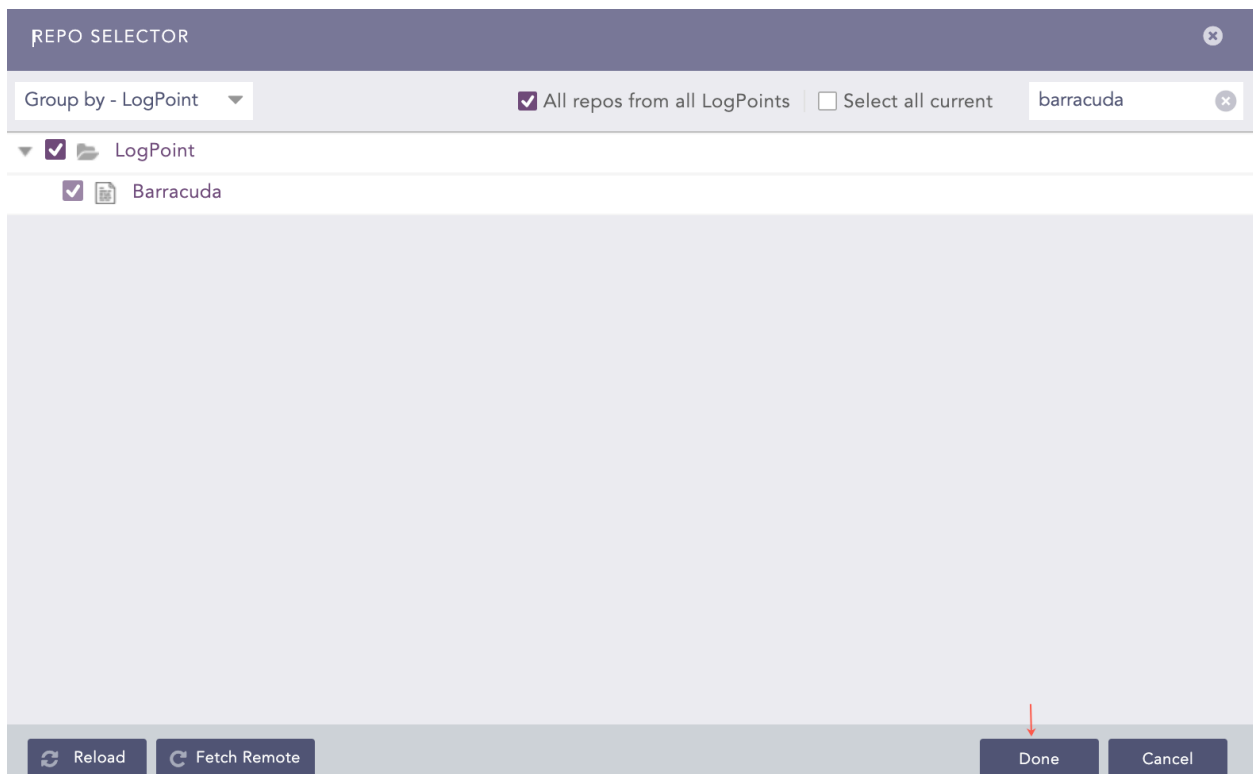 REPO SELECTOR
Group by - LogPoint All repos from all LogPoints Select all current barracuda
LogPoint
Barracuda
Reload Fetch Remote Done Cancel